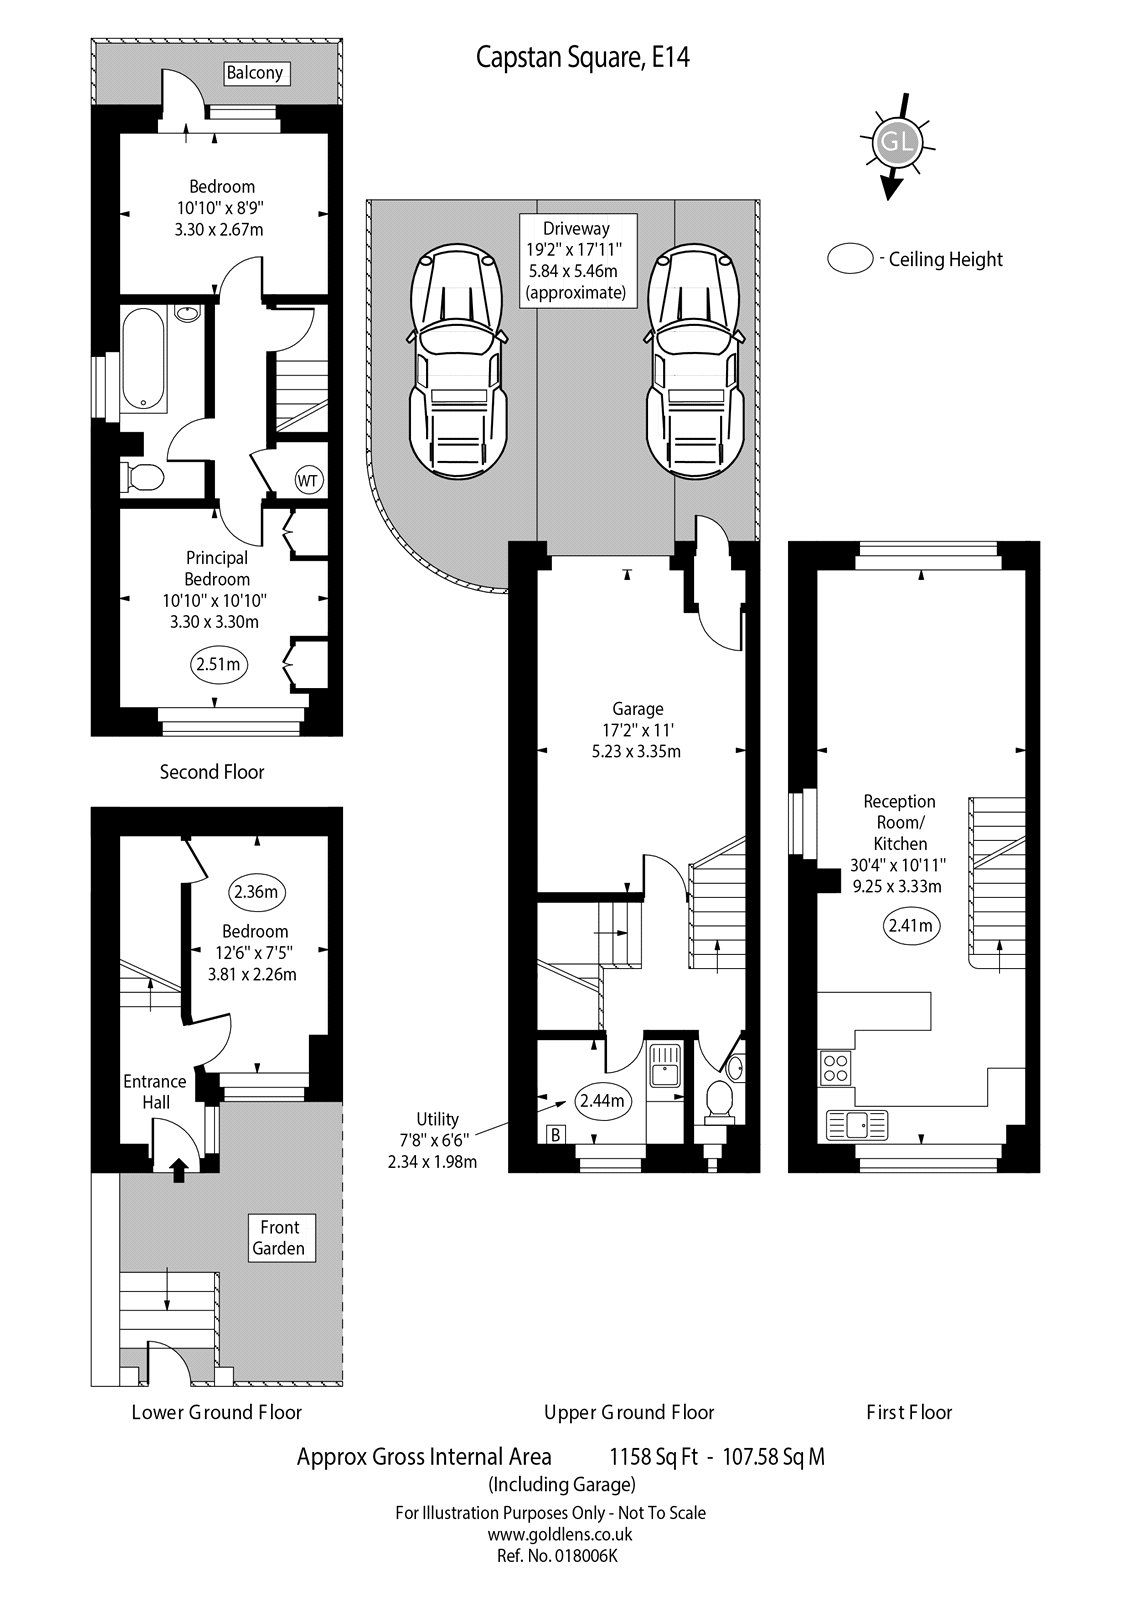 Capstan Square, E14
Balcony
Bedroom
10'10" x 8'9"
3.30 x 2.67m
GL
- Ceiling Height
Driveway
19'2" x 17'11"
5.84 x 5.46m
(approximate)
WT
Principal
Bedroom
10'10" x 10'10"
3.30 x 3.30m
2.51m
Second Floor
Garage
17'2" x 11'
5.23 x 3.35m
Reception
Room/
Kitchen
30'4" x 10'11"
9.25 x 3.33m
2.41m
2.36m
Bedroom
12'6" x 7'5"
3.81 x 2.26m
Entrance
Hall
2.44m
Utility
7'8" x 6'6"
2.34 x 1.98m
B
Front
Garden
Lower Ground Floor
Upper Ground Floor
First Floor
Approx Gross Internal Area 1158 Sq Ft - 107.58 Sq M
(Including Garage)
For Illustration Purposes Only - Not To Scale
www.goldlens.co.uk
Ref. No. 018006K